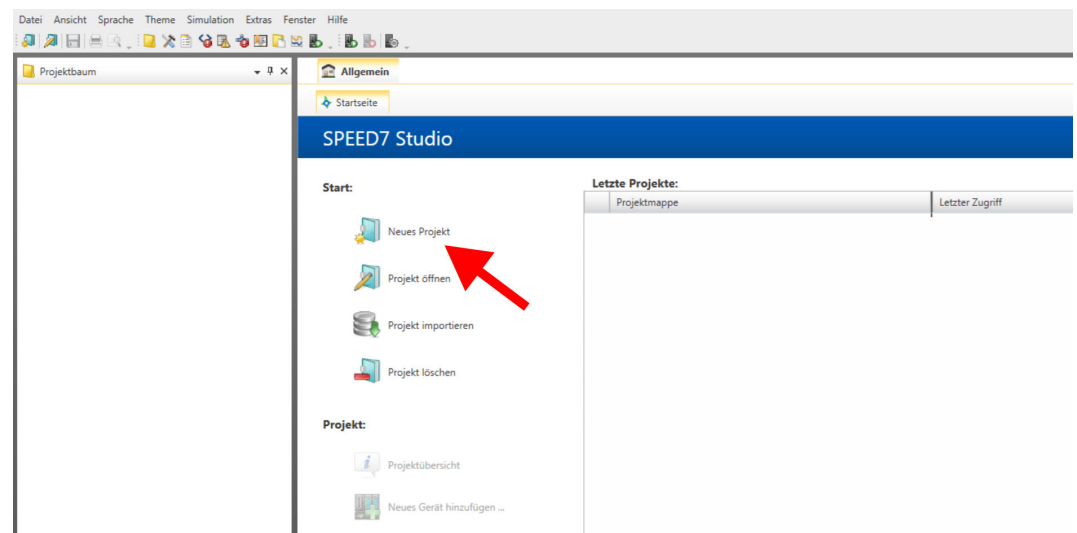 Datei Ansicht Sprache Theme Simulation Extras Fenster Hilfe
Projektbaum
Allgemein
Startseite
SPEED7 Studio
Start:
Neues Projekt
Projekt öffnen
Projekt importieren
Projekt löschen
Projekt:
Projektübersicht
Neues Gerät hinzufügen ...
Letzte Projekte:
Projektmappe Letzter Zugriff